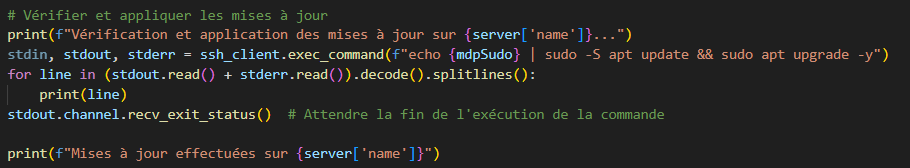 # Vérifier et appliquer les mises à jour
print(f"Vérification et application des mises à jour sur {server['name']}...")
stdin, stdout, stderr = ssh_client.exec_command(f"echo {mdpSudo} | sudo -S apt update && sudo apt upgrade -y")
for line in (stdout.read() + stderr.read()).decode().splitlines():
    print(line)
stdout.channel.recv_exit_status()  # Attendre la fin de l'exécution de la commande
print(f"Mises à jour effectuées sur {server['name']}")